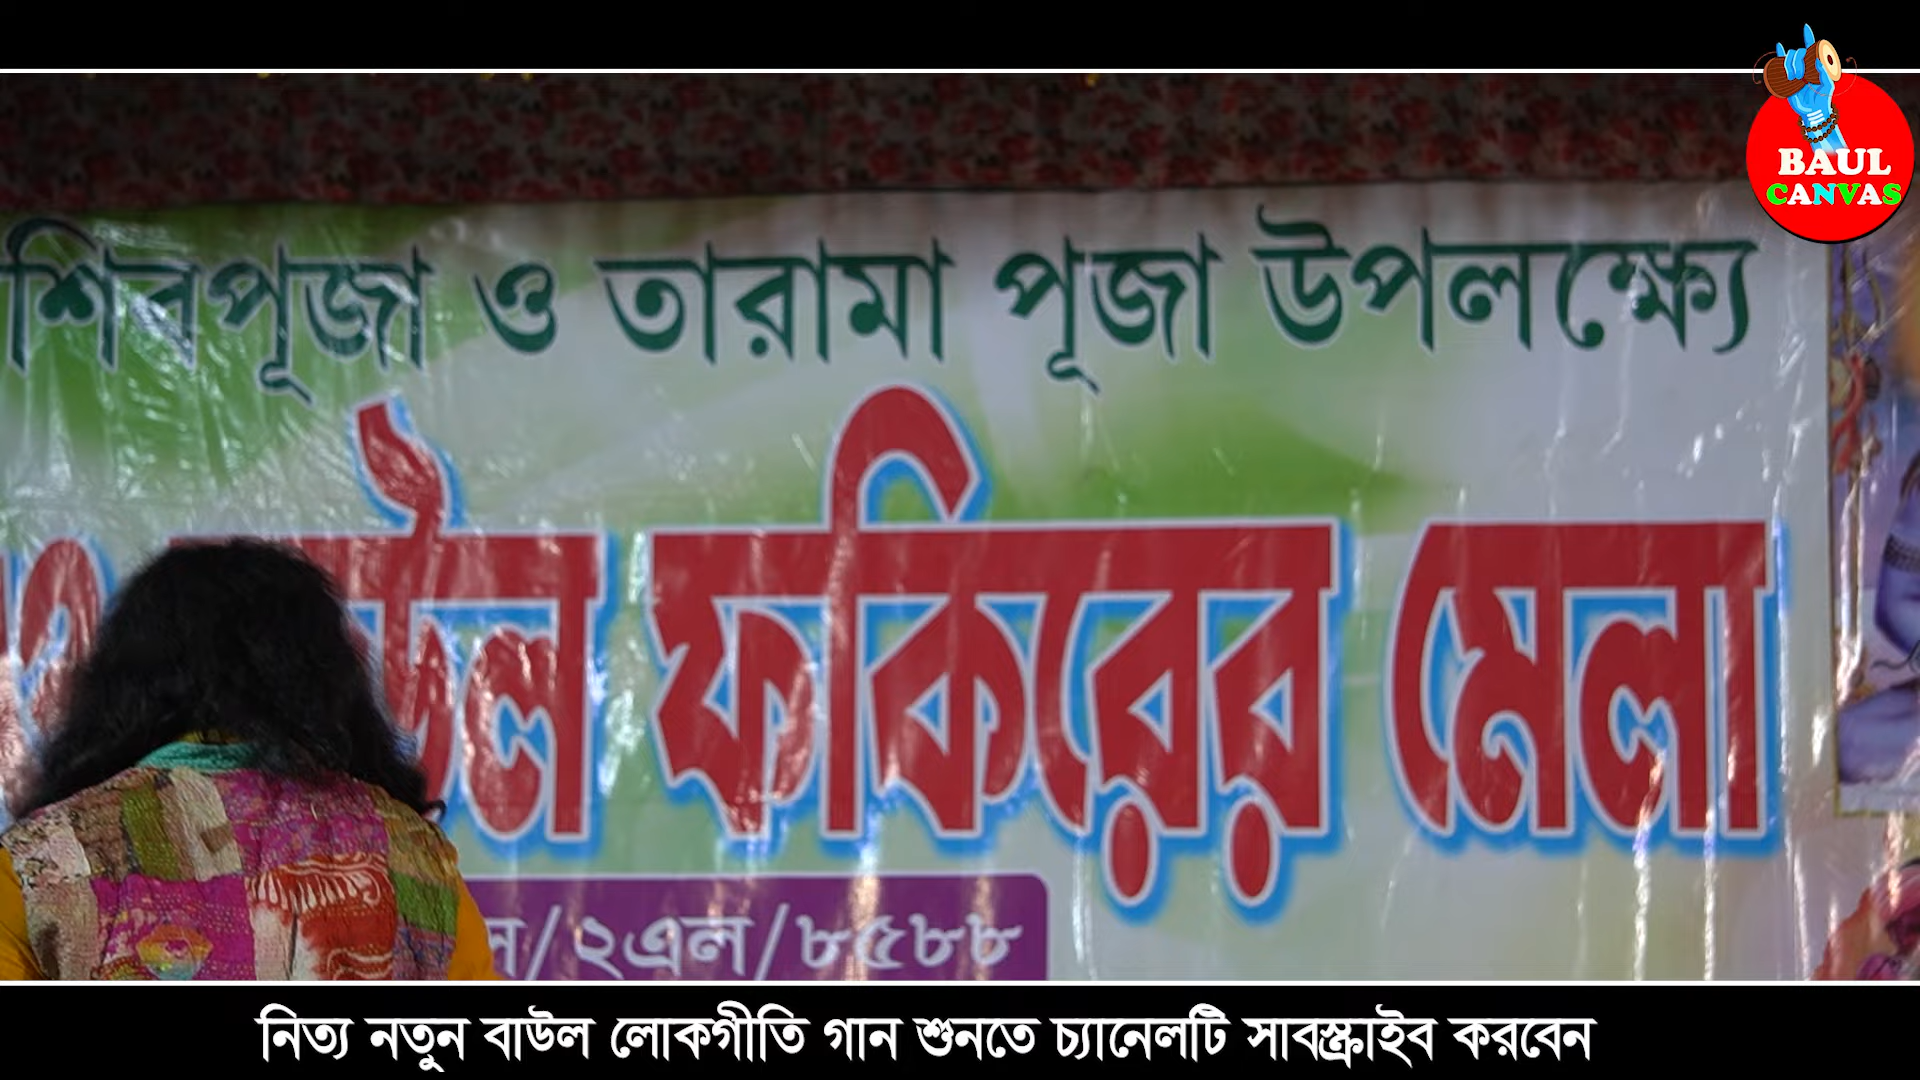 BAUL
CANVAS
শিবপূজা ও তারামা পূজা উপলক্ষ্যে
ফকিরের মেলা
/২এল/৮৫৮৮
নিত্য নতুন বাউল লোকগীতি গান শুনতে চ্যানেলটি সাবস্ক্রাইব করবেন